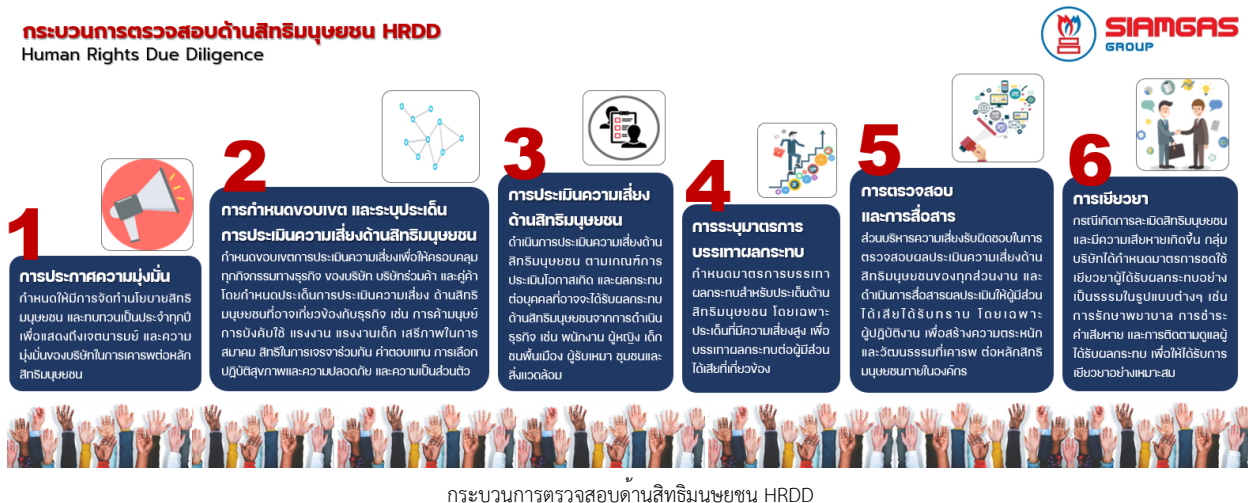 กระบวนการตรวจสอบด้านสิทธิมนุษยชน HRDD
Human Rights Due Diligence
SIAMGAS
GROUP
1
การประกาศความมุ่งมั่น
กำหนดให้มีการจัดทำนโยบายสิทธิ
มนุษยชน และทบทวนเป็นประจำทุกปี
เพื่อแสดงถึงเจตนารมย์ และความ
มุ่งมั่นของบริษัทในการเคารพต่อหลัก
สิทธิมนุษยชน
2
การกำหนดขอบเขต และระบุประเด็น
การประเมินความเสี่ยงด้านสิทธิมนุษยชน
กำหนดขอบเขตการประเมินความเสี่ยงเพื่อให้ครอบคลุม
ทุกกิจกรรมทางธุรกิจ ของบริษัท บริษัทร่วมค้า และคู่ค้า
โดยกำหนดประเด็นการประเมินความเสี่ยง ด้านสิทธิ
มนุษยชนที่อาจเกี่ยวข้องกับธุรกิจ เช่น การค้ามนุษย์
การบังคับใช้ แรงงาน แรงงานเด็ก เสรีภาพในการ
สมาคม สิทธิในการเจรจาร่วมกัน ค่าตอบแทน การเลือก
ปฏิบัติสุขภาพและความปลอดภัย และความเป็นส่วนตัว
3
การประเมินความเสี่ยง
ด้านสิทธิมนุษยชน
ดำเนินการประเมินความเสี่ยงด้าน
สิทธิมนุษยชน ตามเกณฑ์การ
ประเมินโอกาสเกิด และผลกระทบ
ต่อบุคคลที่อาจจะได้รับผลกระทบ
ด้านสิทธิมนุษยชนจากการดำเนิน
ธุรกิจ เช่น พนักงาน ผู้หญิง เด็ก
ชนพื้นเมือง ผู้รับเหมา ชุมชนและ
สิ่งแวดล้อม
4
การระบุมาตรการ
บรรเทาผลกระทบ
กำหนดมาตรการบรรเทา
ผลกระทบสำหรับประเด็นด้าน
สิทธิมนุษยชน โดยเฉพาะ
ประเด็นที่มีความเสี่ยงสูง เพื่อ
บรรเทาผลกระทบต่อผู้มีส่วน
ได้เสียที่เกี่ยวข้อง
5
การตรวจสอบ
และการสื่อสาร
ส่วนบริหารความเสี่ยงรับผิดชอบในการ
ตรวจสอบผลประเมินความเสี่ยงด้าน
สิทธิมนุษยชนของทุกส่วนงาน และ
ดำเนินการสื่อสารผลประเมินให้ผู้มีส่วน
ได้เสียได้รับทราบ โดยเฉพาะ
ผู้ปฏิบัติงาน เพื่อสร้างความตระหนัก
และวัฒนธรรมที่เคารพ ต่อหลักสิทธิ
มนุษยชนภายในองค์กร
6
การเยียวยา
กรณีเกิดการละเมิดสิทธิมนุษยชน
และมีความเสียหายเกิดขึ้น กลุ่ม
บริษัทได้กำหนดมาตรการชดใช้
เยียวยาผู้ได้รับผลกระทบอย่าง
เป็นธรรมในรูปแบบต่างๆ เช่น
การรักษาพยาบาล การชำระ
ค่าเสียหาย และการติดตามดูแลผู้
ได้รับผลกระทบ เพื่อให้ได้รับการ
เยียวยาอย่างเหมาะสม
กระบวนการตรวจสอบด้านสิทธิมนุษยชน HRDD